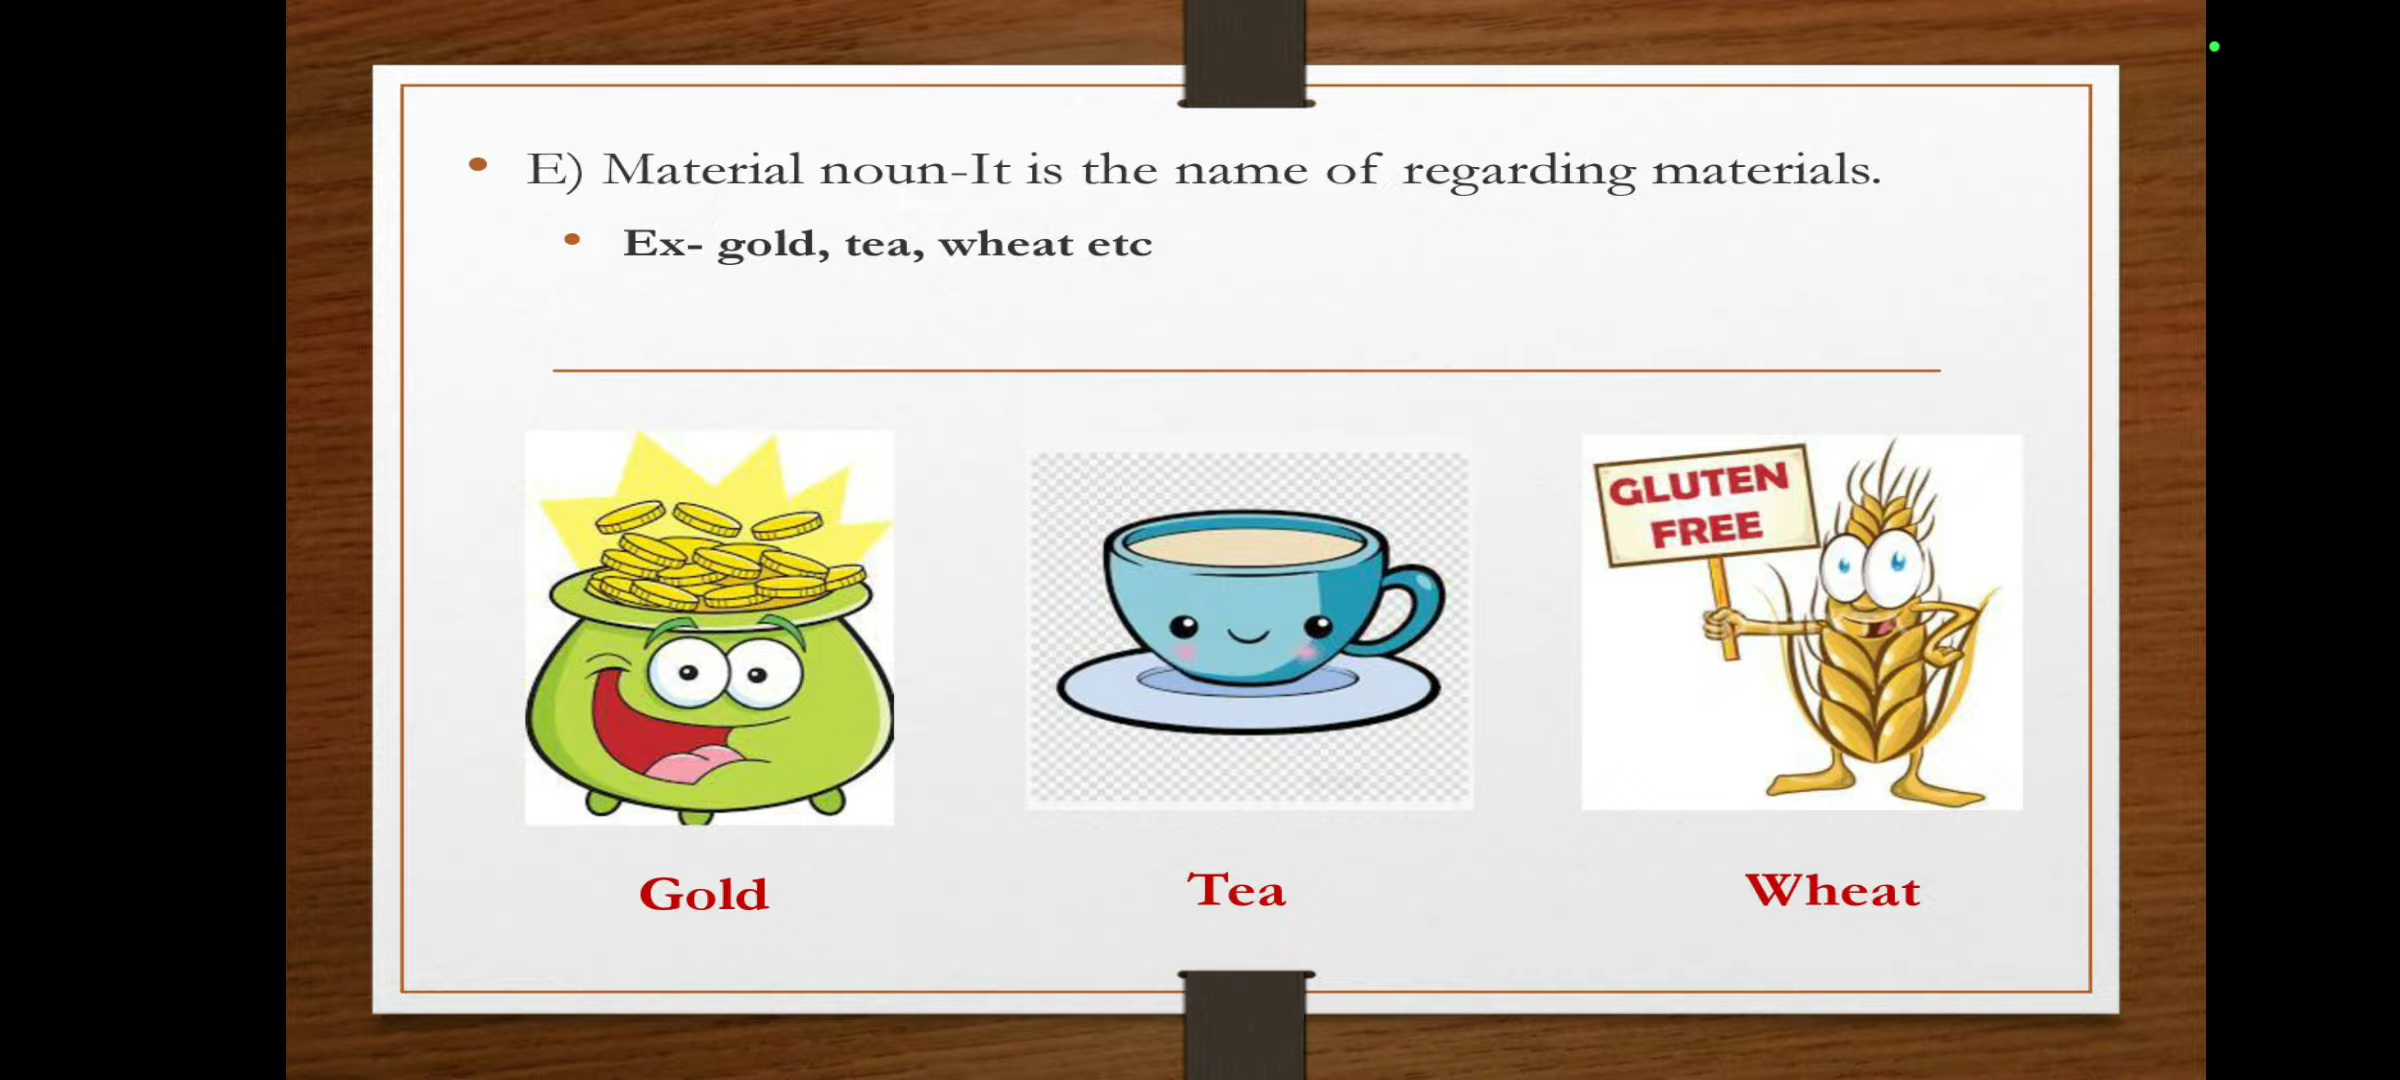 • E) Material noun-It is the name of regarding materials.
• Ex- gold, tea, wheat etc
GLUTEN
FREE
Gold
Tea
Wheat